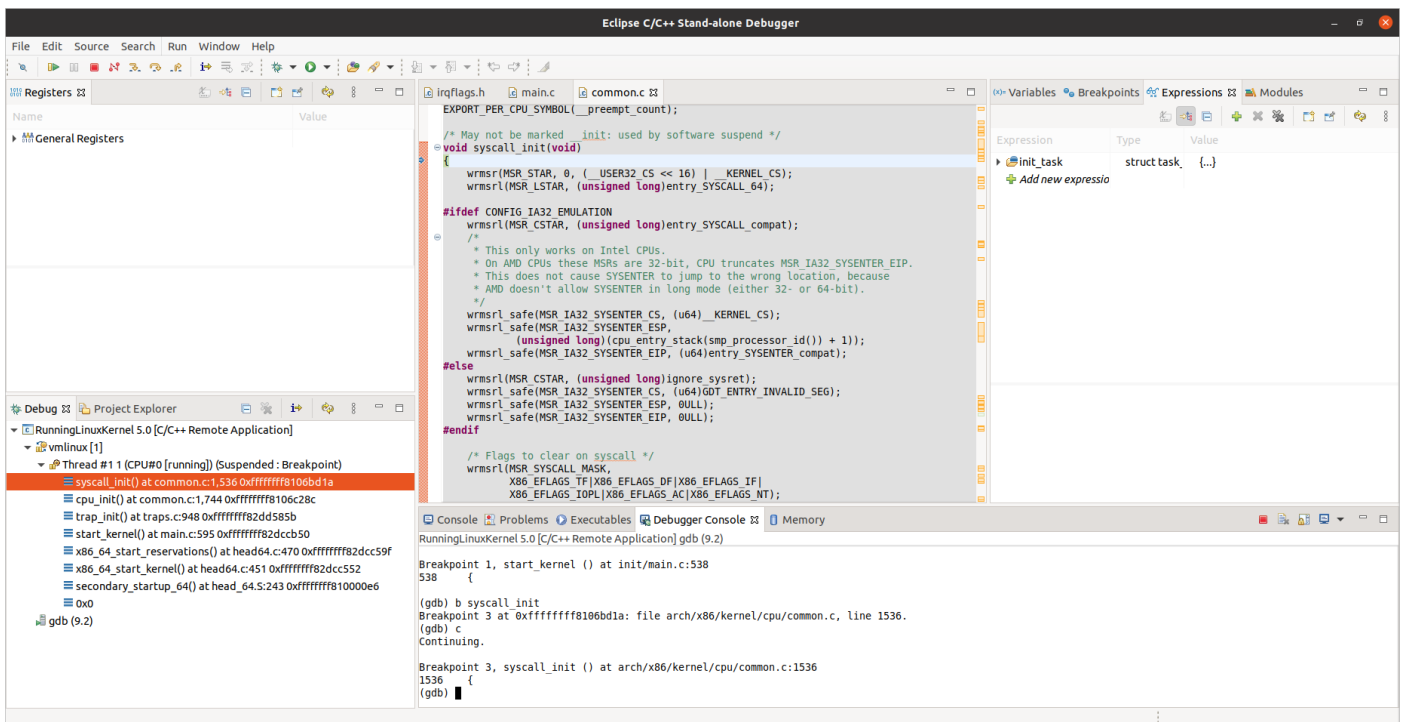 Eclipse C/C++ Stand-alone Debugger
File Edit Source Search Run Window Help
Registers
Name Value
General Registers
Debug Project Explorer
RunningLinuxKernel 5.0 [C/C++ Remote Application]
vmlinux [1]
Thread #1 1 (CPU#0 [running]) (Suspended : Breakpoint)
syscall_init() at common.c:1,536 0xffffffff8106bd1a
cpu_init() at common.c:1,744 0xffffffff8106c28c
trap_init() at traps.c:948 0xffffffff82dd585b
start_kernel() at main.c:595 0xffffffff82dccb50
x86_64_start_reservations() at head64.c:470 0xffffffff82dcc59f
x86_64_start_kernel() at head64.c:451 0xffffffff82dcc552
secondary_startup_64() at head_64.S:243 0xffffffff810000e6
0x0
gdb (9.2)
irqflags.h main.c common.c
EXPORT_PER_CPU_SYMBOL(__preempt_count);
/* May not be marked __init: used by software suspend */
void syscall_init(void)
{
wrmsr(MSR_STAR, 0, (__USER32_CS << 16) | __KERNEL_CS);
wrmsrl(MSR_LSTAR, (unsigned long)entry_SYSCALL_64);
#ifdef CONFIG_IA32_EMULATION
wrmsrl(MSR_CSTAR, (unsigned long)entry_SYSCALL_compat);
/*
* This only works on Intel CPUs.
* On AMD CPUs these MSRs are 32-bit, CPU truncates MSR_IA32_SYSENTER_EIP.
* This does not cause SYSENTER to jump to the wrong location, because
* AMD doesn't allow SYSENTER in long mode (either 32- or 64-bit).
*/
wrmsrl_safe(MSR_IA32_SYSENTER_CS, (u64)__KERNEL_CS);
wrmsrl_safe(MSR_IA32_SYSENTER_ESP,
(unsigned long)(cpu_entry_stack(smp_processor_id()) + 1));
wrmsrl_safe(MSR_IA32_SYSENTER_EIP, (u64)entry_SYSENTER_compat);
#else
wrmsrl(MSR_CSTAR, (unsigned long)ignore_sysret);
wrmsrl_safe(MSR_IA32_SYSENTER_CS, (u64)GDT_ENTRY_INVALID_SEG);
wrmsrl_safe(MSR_IA32_SYSENTER_ESP, 0ULL);
wrmsrl_safe(MSR_IA32_SYSENTER_EIP, 0ULL);
#endif
/* Flags to clear on syscall */
wrmsrl(MSR_SYSCALL_MASK,
X86_EFLAGS_TF|X86_EFLAGS_DF|X86_EFLAGS_IF|
X86_EFLAGS_IOPL|X86_EFLAGS_AC|X86_EFLAGS_NT);
Variables Breakpoints Expressions Modules
Expression Type Value
init_task struct task_ {...}
Add new expressio
Console Problems Executables Debugger Console Memory
RunningLinuxKernel 5.0 [C/C++ Remote Application] gdb (9.2)
Breakpoint 1, start_kernel () at init/main.c:538
538 {
(gdb) b syscall_init
Breakpoint 3 at 0xffffffff8106bd1a: file arch/x86/kernel/cpu/common.c, line 1536.
(gdb) c
Continuing.
Breakpoint 3, syscall_init () at arch/x86/kernel/cpu/common.c:1536
1536 {
(gdb)